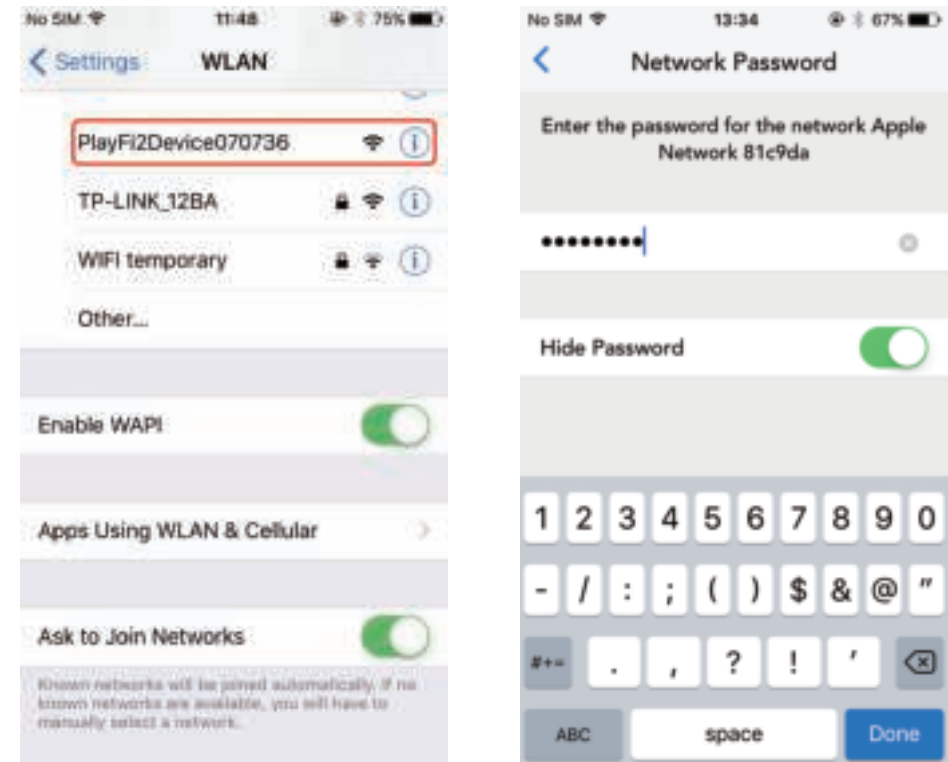 No SIM 11:48 75%
Settings WLAN
PlayFi2Device070736
TP-LINK_12BA
WIFI temporary
Other...
Enable WAPI
Apps Using WLAN & Cellular
Ask to Join Networks
Known networks will be joined automatically. If no
known networks are available, you will have to
manually select a network.
No SIM 13:34 67%
Network Password
Enter the password for the network Apple
Network 81c9da
••••••••
Hide Password
1 2 3 4 5 6 7 8 9 0
- / : ; ( ) $ & @ "
#+= . , ? ! '
ABC space Done